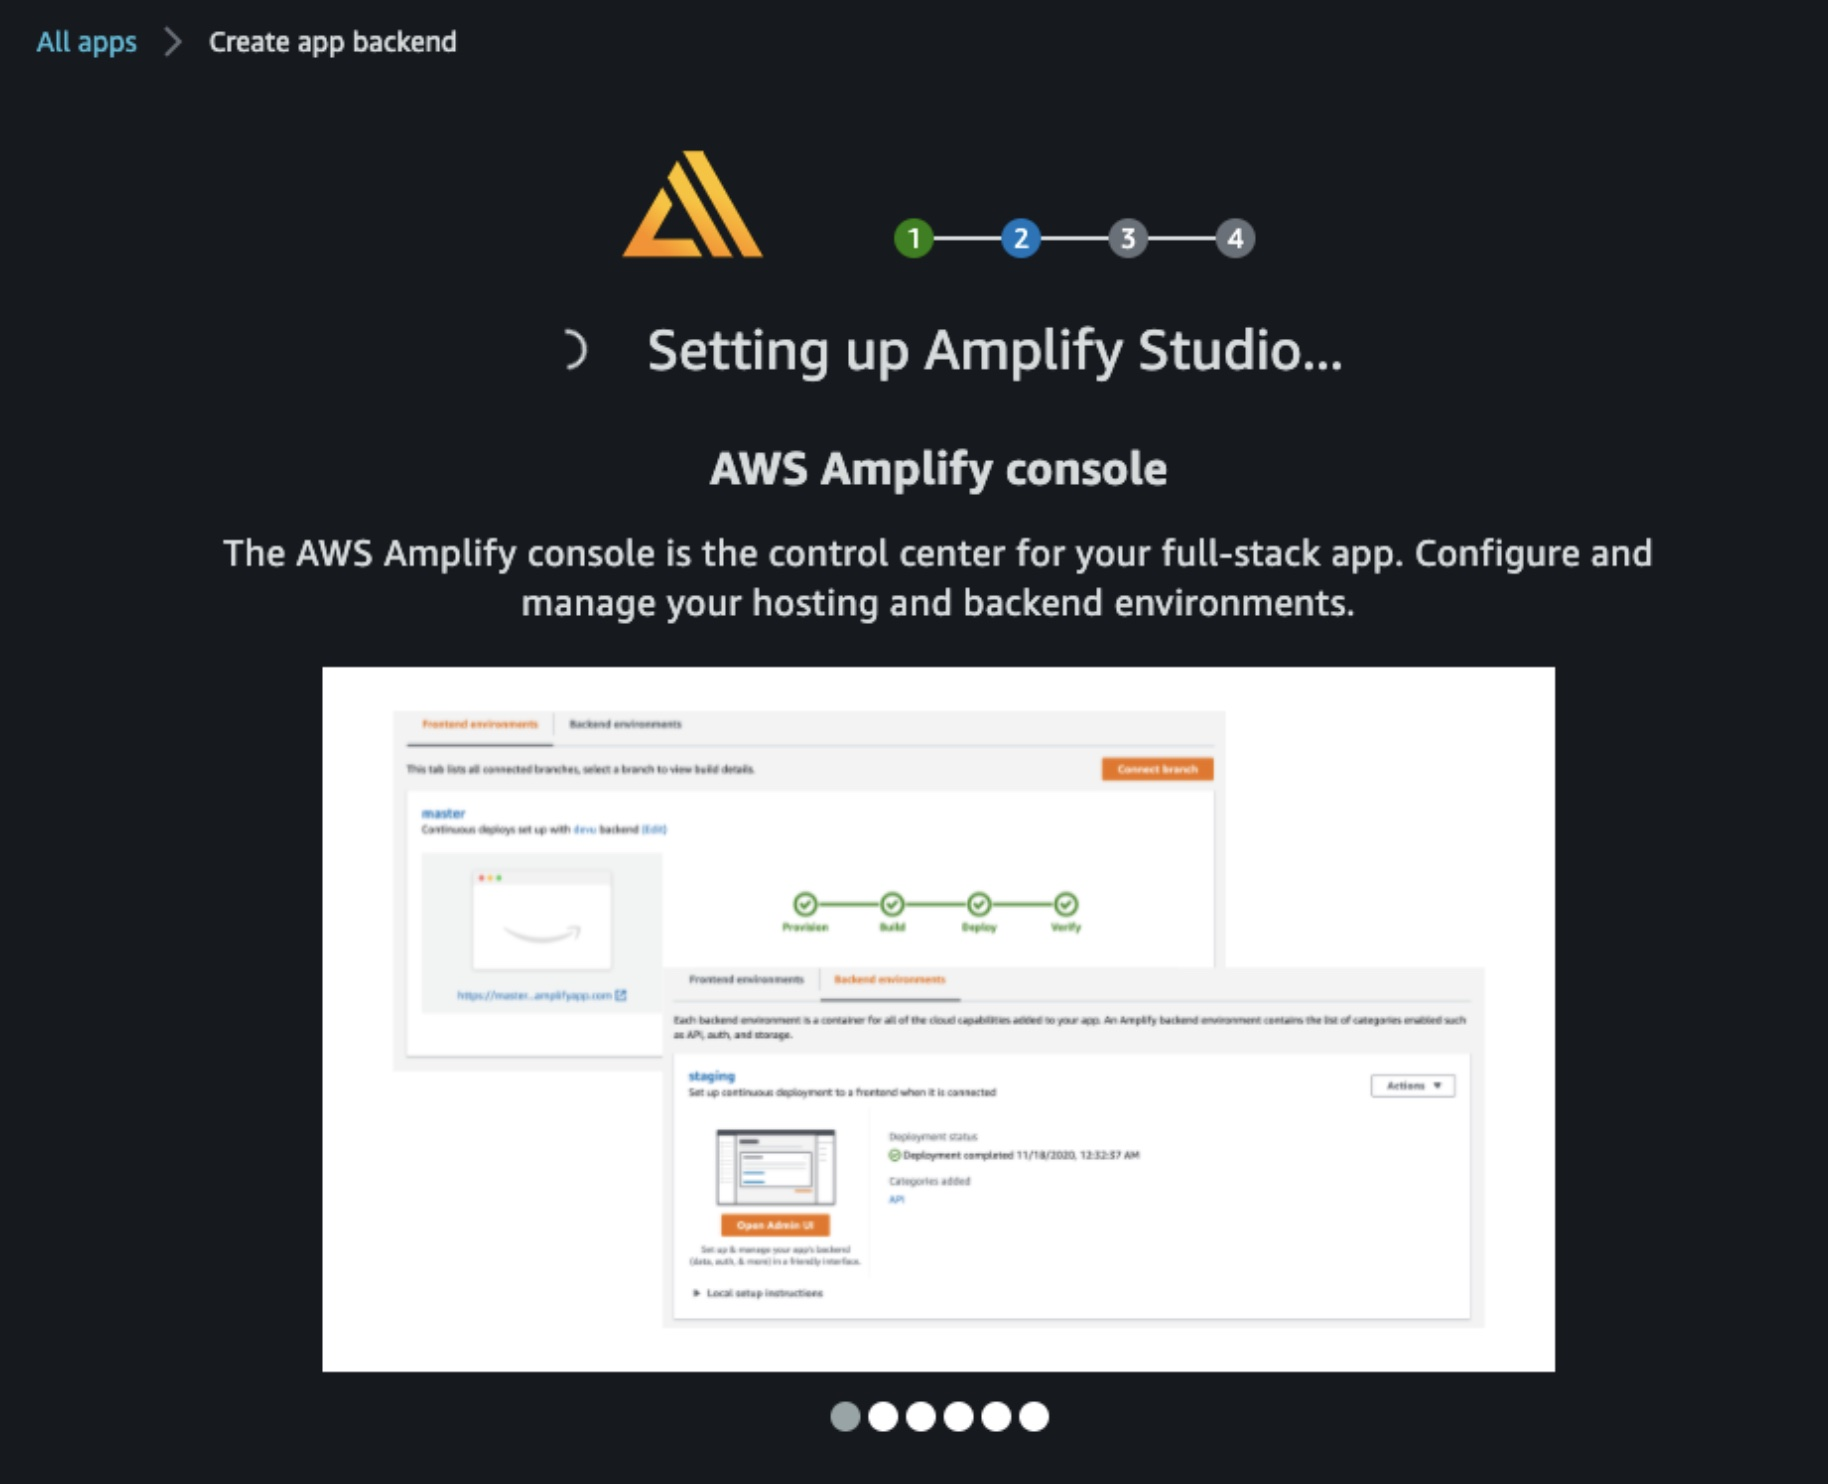 All apps > Create app backend
1 2 3 4
Setting up Amplify Studio...
AWS Amplify console
The AWS Amplify console is the control center for your full-stack app. Configure and
manage your hosting and backend environments.
Frontend environments Backend environments
This tab lists all connected branches, select a branch to view build details.
Connect branch
master
Continuous deploys set up with devu backend (Edit)
Provision Build Deploy Verify
https://master...amplifyapp.com
Frontend environments Backend environments
Each backend environment is a container for all of the cloud capabilities added to your app. An Amplify backend environment contains the list of categories enabled such
as API, auth, and storage.
staging
Set up continuous deployment to a frontend when it is connected
Actions
Deployment status
Deployment completed 11/18/2020, 12:32:57 AM
Categories added
API
Open Admin UI
Set up & manage your app's backend
(data, auth, & more) in a friendly interface.
Local setup instructions